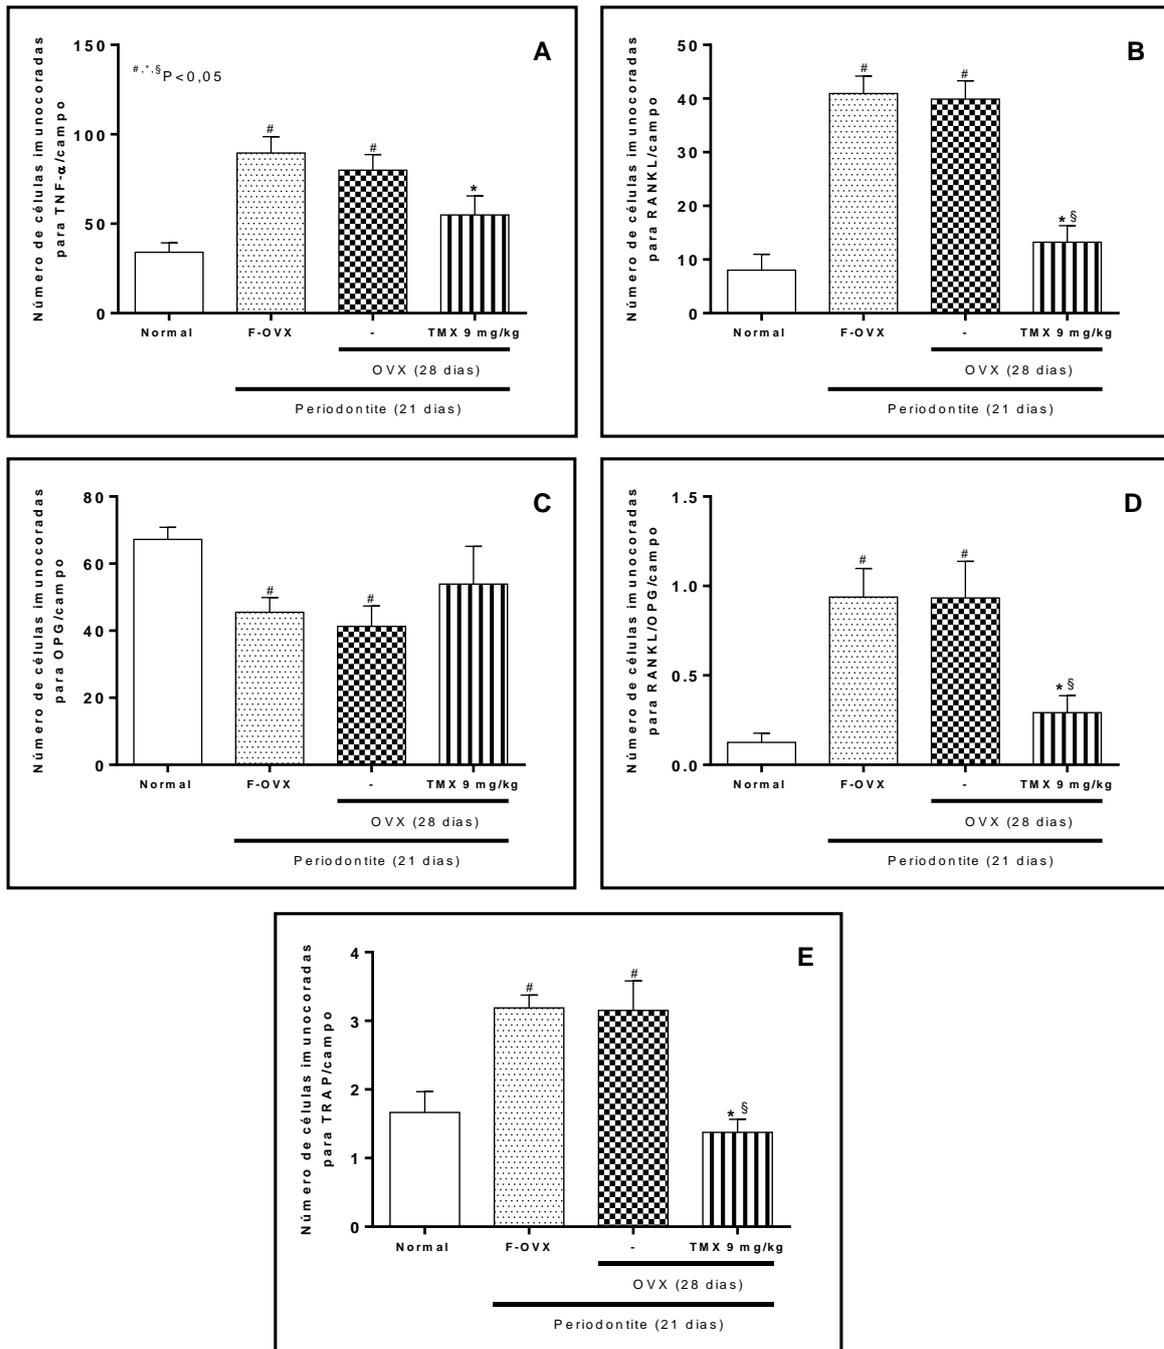 A
Número de células imunocoradas
para TNF-α/campo
150
100
50
0
#,*,§P<0,05
#
#
*
Normal
F-OVX
-
TMX 9 mg/kg
OVX (28 dias)
Periodontite (21 dias)
B
Número de células imunocoradas
para RANKL/campo
50
40
30
20
10
0
#
#
* §
Normal
F-OVX
-
TMX 9 mg/kg
OVX (28 dias)
Periodontite (21 dias)
C
Número de células imunocoradas
para OPG/campo
80
60
40
20
0
#
#
Normal
F-OVX
-
TMX 9 mg/kg
OVX (28 dias)
Periodontite (21 dias)
D
Número de células imunocoradas
para RANKL/OPG/campo
1.5
1.0
0.5
0.0
#
#
* §
Normal
F-OVX
-
TMX 9 mg/kg
OVX (28 dias)
Periodontite (21 dias)
E
Número de células imunocoradas
para TRAP/campo
4
3
2
1
0
#
#
* §
Normal
F-OVX
-
TMX 9 mg/kg
OVX (28 dias)
Periodontite (21 dias)